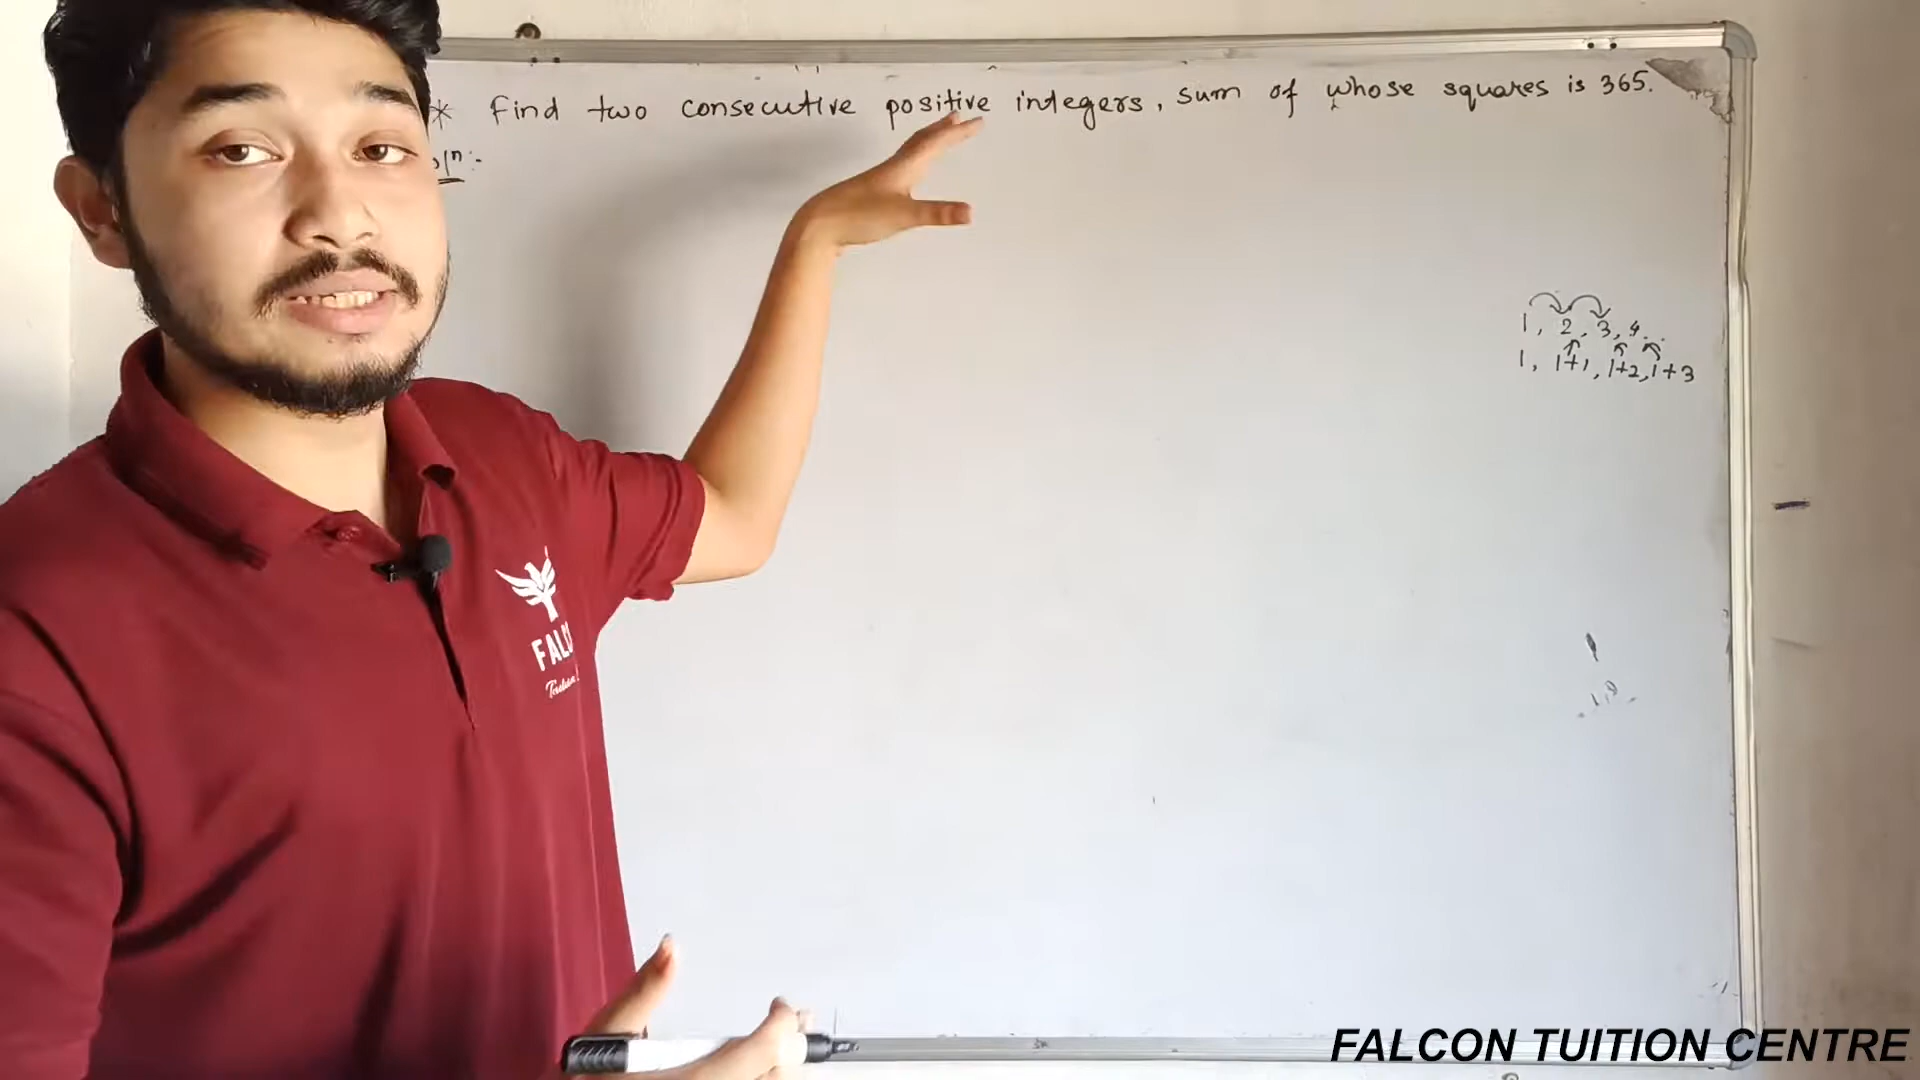 * Find two consecutive positive integers, sum of whose squares is 365.
1, 2, 3, 4..
1, 1+1, 1+2, 1+3
FALCON TUITION CENTRE